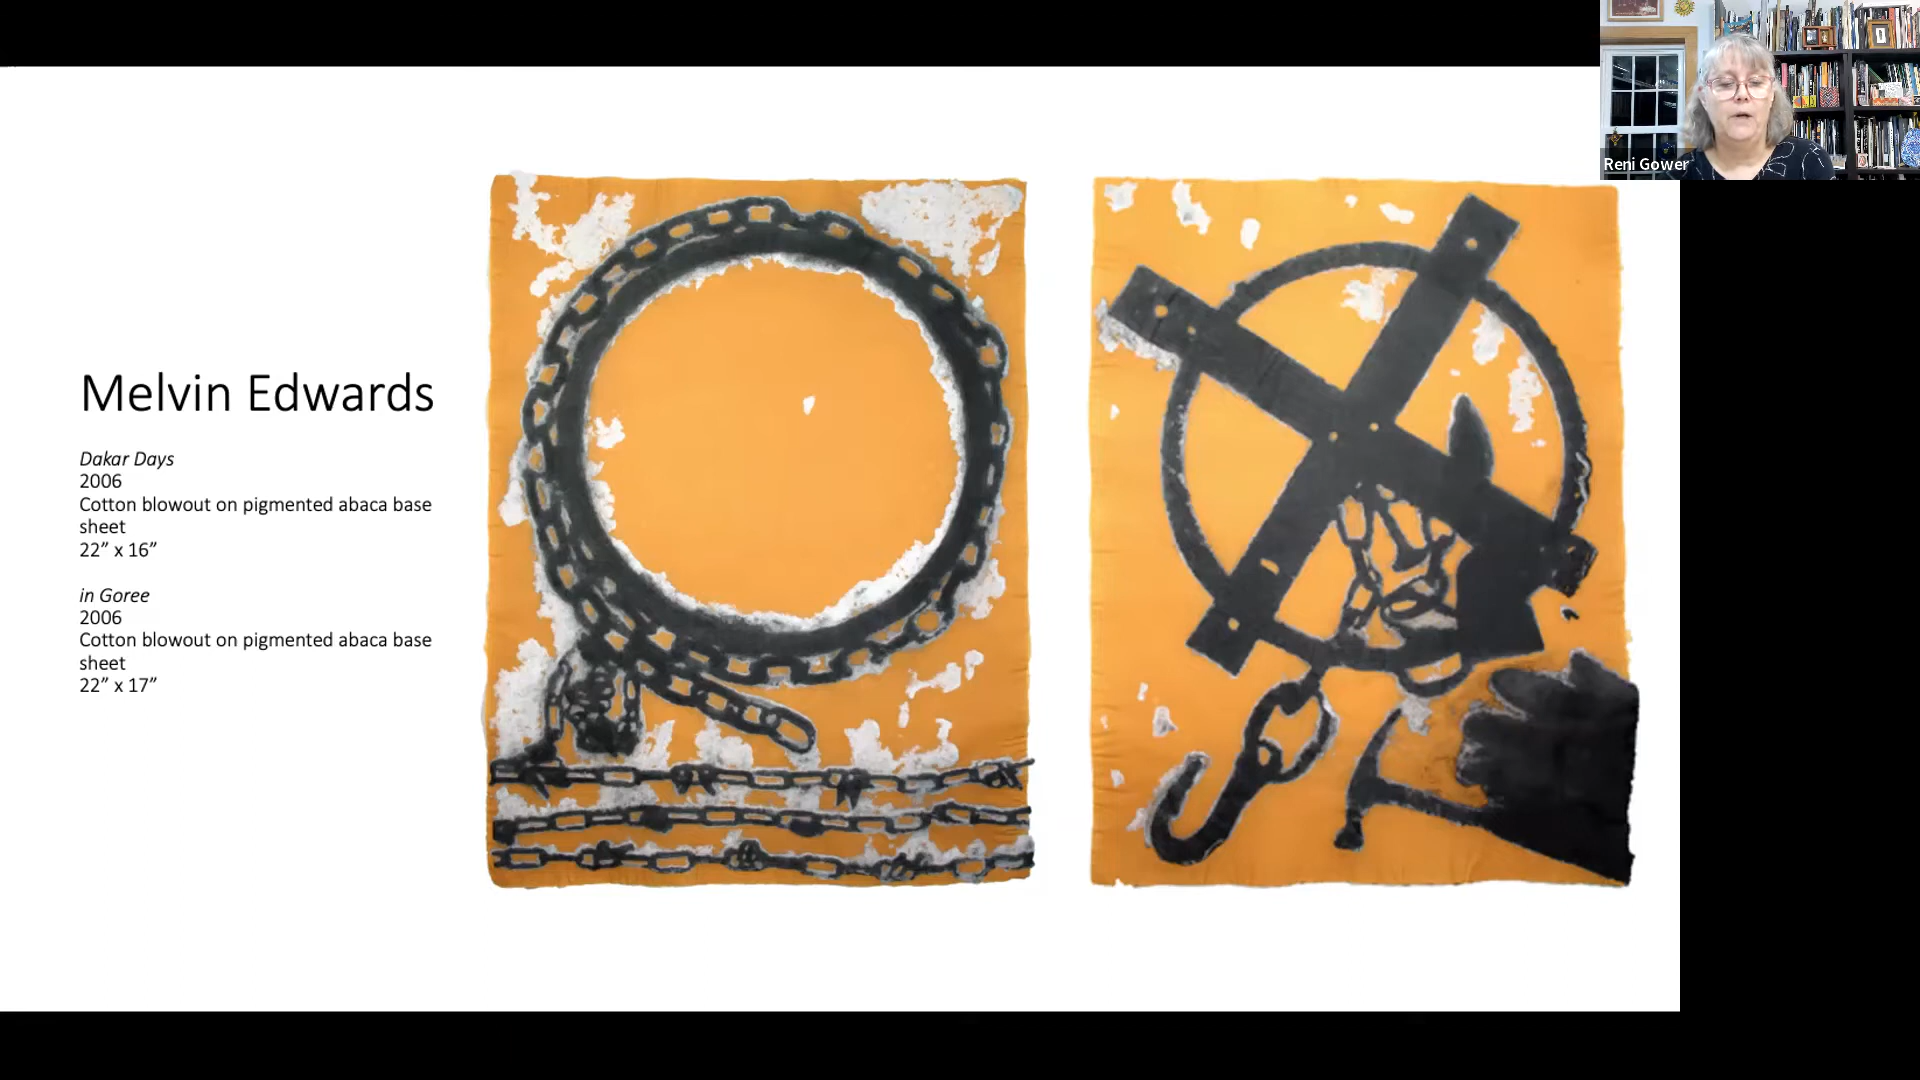 Melvin Edwards
Dakar Days
2006
Cotton blowout on pigmented abaca base
sheet
22” x 16”
in Goree
2006
Cotton blowout on pigmented abaca base
sheet
22” x 17”
Reni Gower